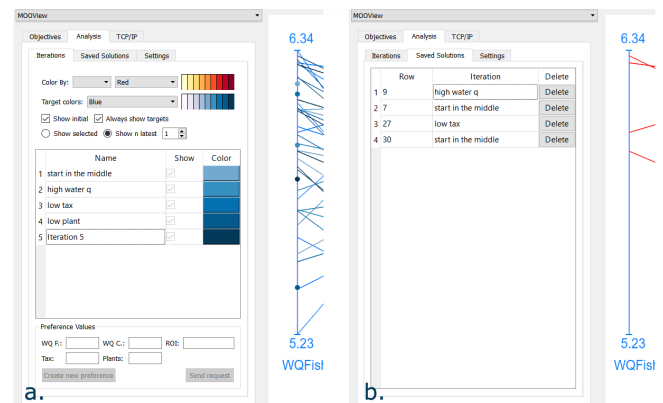 MOOView
Objectives Analysis TCP/IP
Iterations Saved Solutions Settings
Color By: Red
Target colors: Blue
Show initial Always show targets
Show selected Show n latest 1
Name Show Color
1 start in the middle
2 high water q
3 low tax
4 low plant
5 Iteration 5
Preference Values
WQ F.: WQ C.: ROI:
Tax: Plants:
Create new preference Send request
a.
6.34
5.23
WQFish
MOOView
Objectives Analysis TCP/IP
Iterations Saved Solutions Settings
Row Iteration Delete
1 9 high water q Delete
2 7 start in the middle Delete
3 27 low tax Delete
4 30 start in the middle Delete
b.
6.34
5.23
WQFish